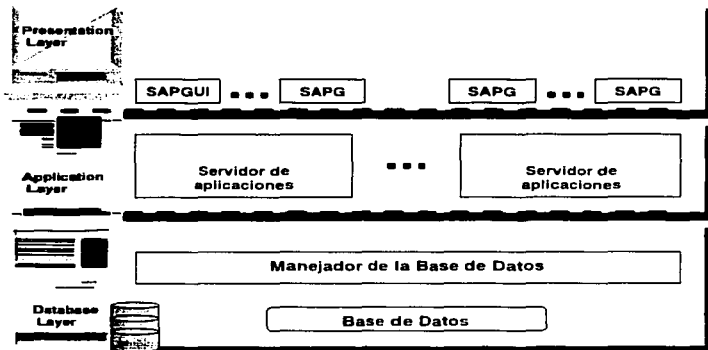 Presentation
Layer
SAPGUI ... SAPG SAPG ... SAPG
Application
Layer
Servidor de
aplicaciones
...
Servidor de
aplicaciones
Manejador de la Base de Datos
Database
Layer
Base de Datos